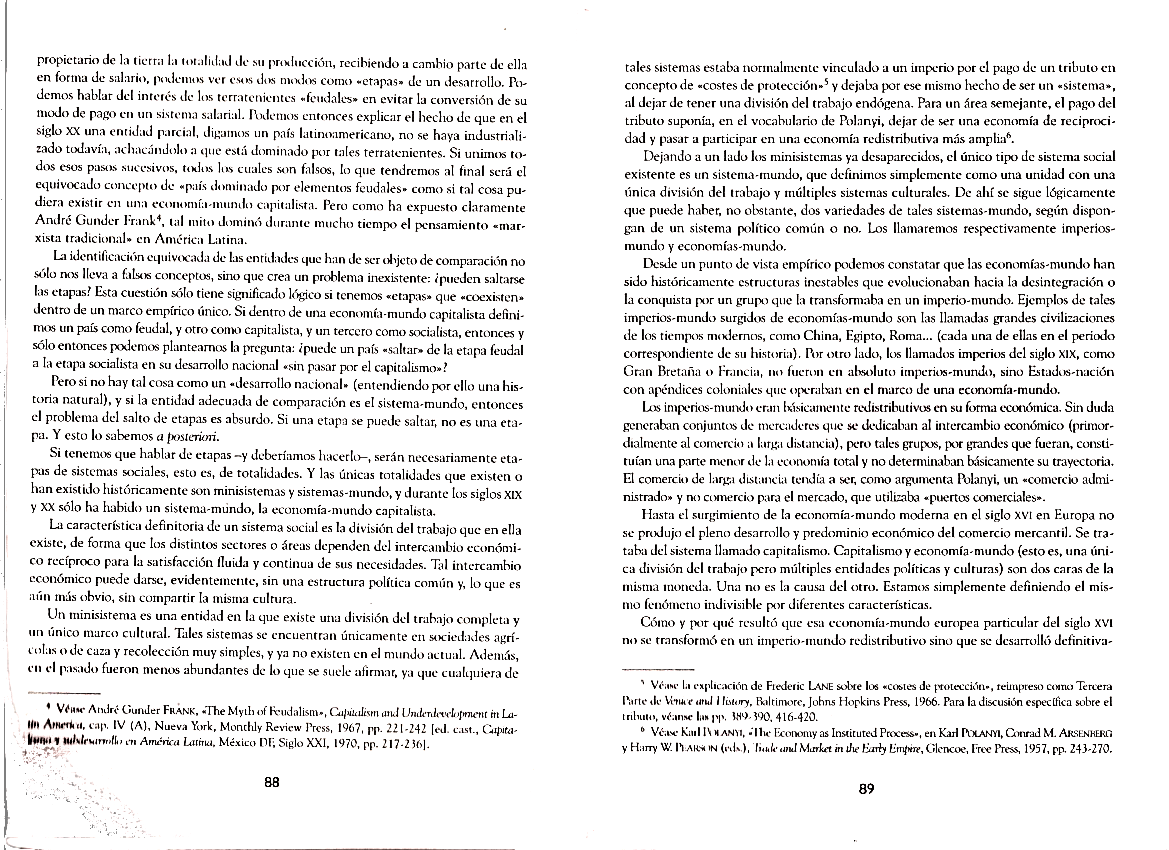 propietario de la tierra la totalidad de su producción, recibiendo a cambio parte de ella
en forma de salario, podemos ver esos dos modos como «etapas» de un desarrollo. Po-
demos hablar del interés de los terratenientes «feudales» en evitar la conversión de su
modo de pago en un sistema salarial. Podemos entonces explicar el hecho de que en el
siglo XX una entidad parcial, digamos un país latinoamericano, no se haya industriali-
zado todavía, achacándolo a que está dominado por tales terratenientes. Si unimos to-
dos esos pasos sucesivos, todos los cuales son falsos, lo que tendremos al final será el
equivocado concepto de «país dominado por elementos feudales» como si tal cosa pu-
diera existir en una economía-mundo capitalista. Pero como ha expuesto claramente
André Gunder Frank⁴, tal mito dominó durante mucho tiempo el pensamiento «mar-
xista tradicional» en América Latina.
La identificación equivocada de las entidades que han de ser objeto de comparación no
sólo nos lleva a falsos conceptos, sino que crea un problema inexistente: ¿pueden saltarse
las etapas? Esta cuestión sólo tiene significado lógico si tenemos «etapas» que «coexisten»
dentro de un marco empírico único. Si dentro de una economía-mundo capitalista defini-
mos un país como feudal, y otro como capitalista, y un tercero como socialista, entonces y
sólo entonces podemos plantearnos la pregunta: ¿puede un país «saltar» de la etapa feudal
a la etapa socialista en su desarrollo nacional «sin pasar por el capitalismo»?
Pero si no hay tal cosa como un «desarrollo nacional» (entendiendo por ello una his-
toria natural), y si la entidad adecuada de comparación es el sistema-mundo, entonces
el problema del salto de etapas es absurdo. Si una etapa se puede saltar, no es una eta-
pa. Y esto lo sabemos a posteriori.
Si tenemos que hablar de etapas –y deberíamos hacerlo–, serán necesariamente eta-
pas de sistemas sociales, esto es, de totalidades. Y las únicas totalidades que existen o
han existido históricamente son minisistemas y sistemas-mundo, y durante los siglos XIX
y XX sólo ha habido un sistema-mundo, la economía-mundo capitalista.
La característica definitoria de un sistema social es la división del trabajo que en ella
existe, de forma que los distintos sectores o áreas dependen del intercambio económi-
co recíproco para la satisfacción fluida y continua de sus necesidades. Tal intercambio
económico puede darse, evidentemente, sin una estructura política común y, lo que es
aún más obvio, sin compartir la misma cultura.
Un minisistema es una entidad en la que existe una división del trabajo completa y
un único marco cultural. Tales sistemas se encuentran únicamente en sociedades agrí-
colas o de caza y recolección muy simples, y ya no existen en el mundo actual. Además,
en el pasado fueron menos abundantes de lo que se suele afirmar, ya que cualquiera de
⁴ Véase André Gunder FRANK, «The Myth of Feudalism», Capitalism and Underdevelopment in La-
tin America, cap. IV (A), Nueva York, Monthly Review Press, 1967, pp. 221-242 [ed. cast., Capita-
lismo y subdesarrollo en América Latina, México DF, Siglo XXI, 1970, pp. 217-236].
88
tales sistemas estaba normalmente vinculado a un imperio por el pago de un tributo en
concepto de «costes de protección»⁵ y dejaba por ese mismo hecho de ser un «sistema»,
al dejar de tener una división del trabajo endógena. Para un área semejante, el pago del
tributo suponía, en el vocabulario de Polanyi, dejar de ser una economía de reciproci-
dad y pasar a participar en una economía redistributiva más amplia⁶.
Dejando a un lado los minisistemas ya desaparecidos, el único tipo de sistema social
existente es un sistema-mundo, que definimos simplemente como una unidad con una
única división del trabajo y múltiples sistemas culturales. De ahí se sigue lógicamente
que puede haber, no obstante, dos variedades de tales sistemas-mundo, según dispon-
gan de un sistema político común o no. Los llamaremos respectivamente imperios-
mundo y economías-mundo.
Desde un punto de vista empírico podemos constatar que las economías-mundo han
sido históricamente estructuras inestables que evolucionaban hacia la desintegración o
la conquista por un grupo que la transformaba en un imperio-mundo. Ejemplos de tales
imperios-mundo surgidos de economías-mundo son las llamadas grandes civilizaciones
de los tiempos modernos, como China, Egipto, Roma... (cada una de ellas en el periodo
correspondiente de su historia). Por otro lado, los llamados imperios del siglo XIX, como
Gran Bretaña o Francia, no fueron en absoluto imperios-mundo, sino Estados-nación
con apéndices coloniales que operaban en el marco de una economía-mundo.
Los imperios-mundo eran básicamente redistributivos en su forma económica. Sin duda
generaban conjuntos de mercaderes que se dedicaban al intercambio económico (primor-
dialmente al comercio a larga distancia), pero tales grupos, por grandes que fueran, consti-
tuían una parte menor de la economía total y no determinaban básicamente su trayectoria.
El comercio de larga distancia tendía a ser, como argumenta Polanyi, un «comercio admi-
nistrado» y no comercio para el mercado, que utilizaba «puertos comerciales».
Hasta el surgimiento de la economía-mundo moderna en el siglo XVI en Europa no
se produjo el pleno desarrollo y predominio económico del comercio mercantil. Se tra-
taba del sistema llamado capitalismo. Capitalismo y economía-mundo (esto es, una úni-
ca división del trabajo pero múltiples entidades políticas y culturas) son dos caras de la
misma moneda. Una no es la causa del otro. Estamos simplemente definiendo el mis-
mo fenómeno indivisible por diferentes características.
Cómo y por qué resultó que esa economía-mundo europea particular del siglo XVI
no se transformó en un imperio-mundo redistributivo sino que se desarrolló definitiva-
⁵ Véase la explicación de Frederic LANE sobre los «costes de protección», reimpreso como Tercera
Parte de Venice and History, Baltimore, Johns Hopkins Press, 1966. Para la discusión específica sobre el
tributo, véanse las pp. 389-390, 416-420.
⁶ Véase Karl POLANYI, «The Economy as Instituted Process», en Karl POLANYI, Conrad M. ARSENBERG
y Harry W. PEARSON (eds.), Trade and Market in the Early Empire, Glencoe, Free Press, 1957, pp. 243-270.
89